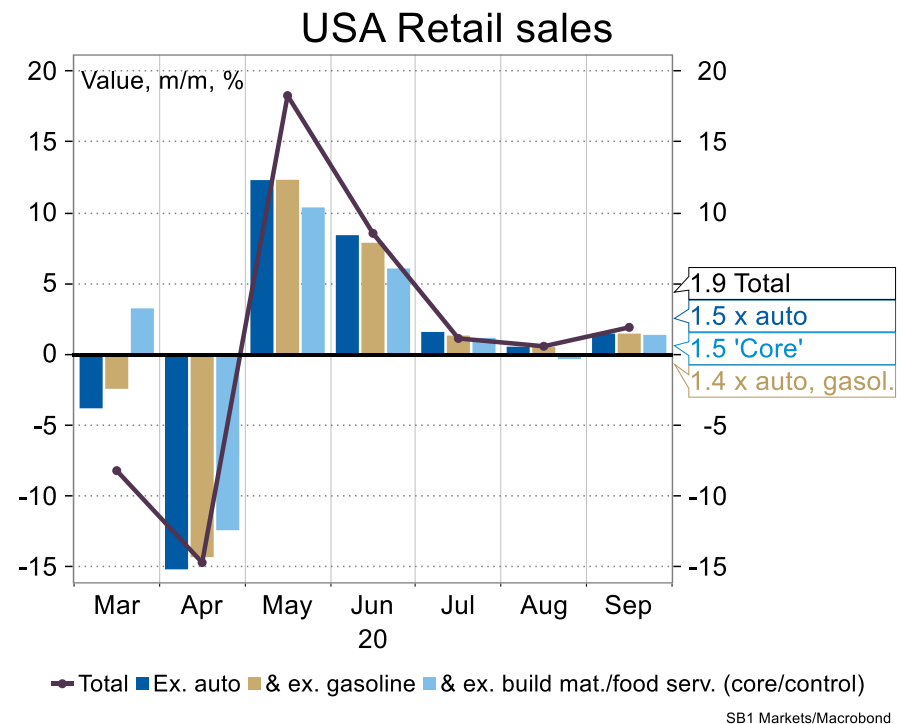 USA Retail sales
Value, m/m, %
20 20
15 15
10 10
5
0
-5 -5
-10 -10
-15 -15
1.9 Total
1.5 x auto
1.5 'Core'
1.4 x auto, gasol.
Mar Apr May Jun Jul Aug Sep
20
Total Ex. auto & ex. gasoline & ex. build mat./food serv. (core/control)
SB1 Markets/Macrobond